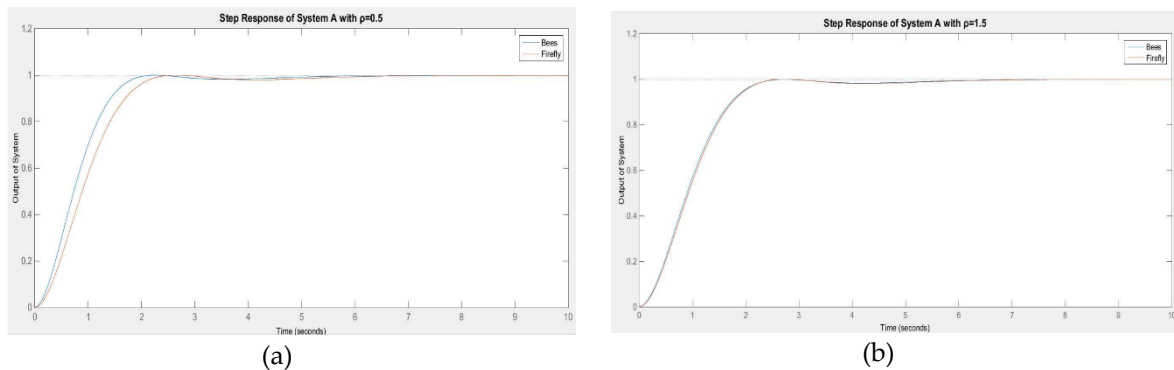 Step Response of System A with ρ=0.5
1.2
1
0.8
0.6
0.4
0.2
0
Output of System
Bees
Firefly
0 1 2 3 4 5 6 7 8 9 10
Time (seconds)
(a)
Step Response of System A with ρ=1.5
1.2
1
0.8
0.6
0.4
0.2
0
Output of System
Bees
Firefly
0 1 2 3 4 5 6 7 8 9 10
Time (seconds)
(b)